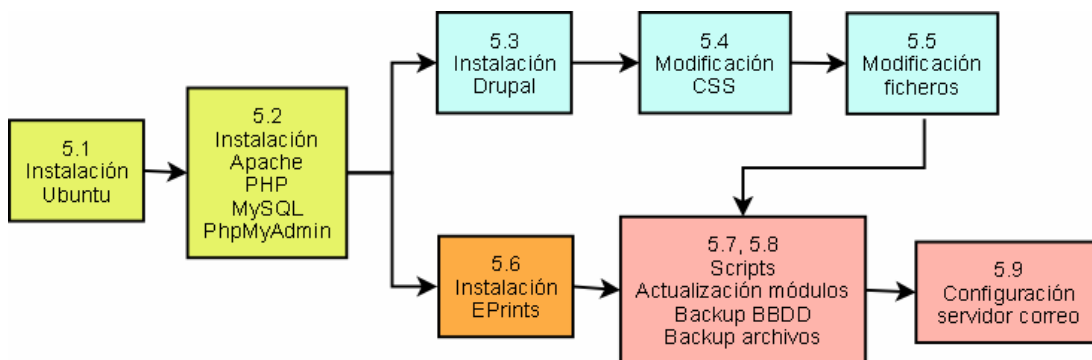 5.1
Instalación
Ubuntu
5.2
Instalación
Apache
PHP
MySQL
PhpMyAdmin
5.3
Instalación
Drupal
5.4
Modificación
CSS
5.5
Modificación
ficheros
5.6
Instalación
EPrints
5.7, 5.8
Scripts
Actualización módulos
Backup BBDD
Backup archivos
5.9
Configuración
servidor correo